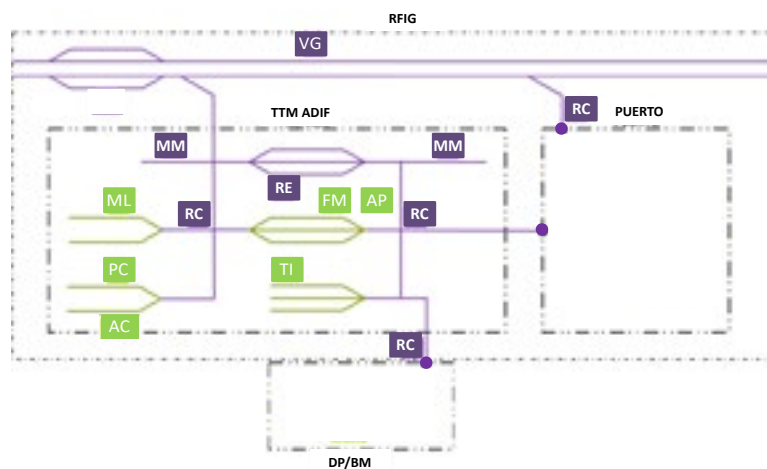 RFIG
VG
RC
TTM ADIF
PUERTO
MM
MM
RE
ML
RC
FM
AP
RC
PC
TI
AC
RC
DP/BM